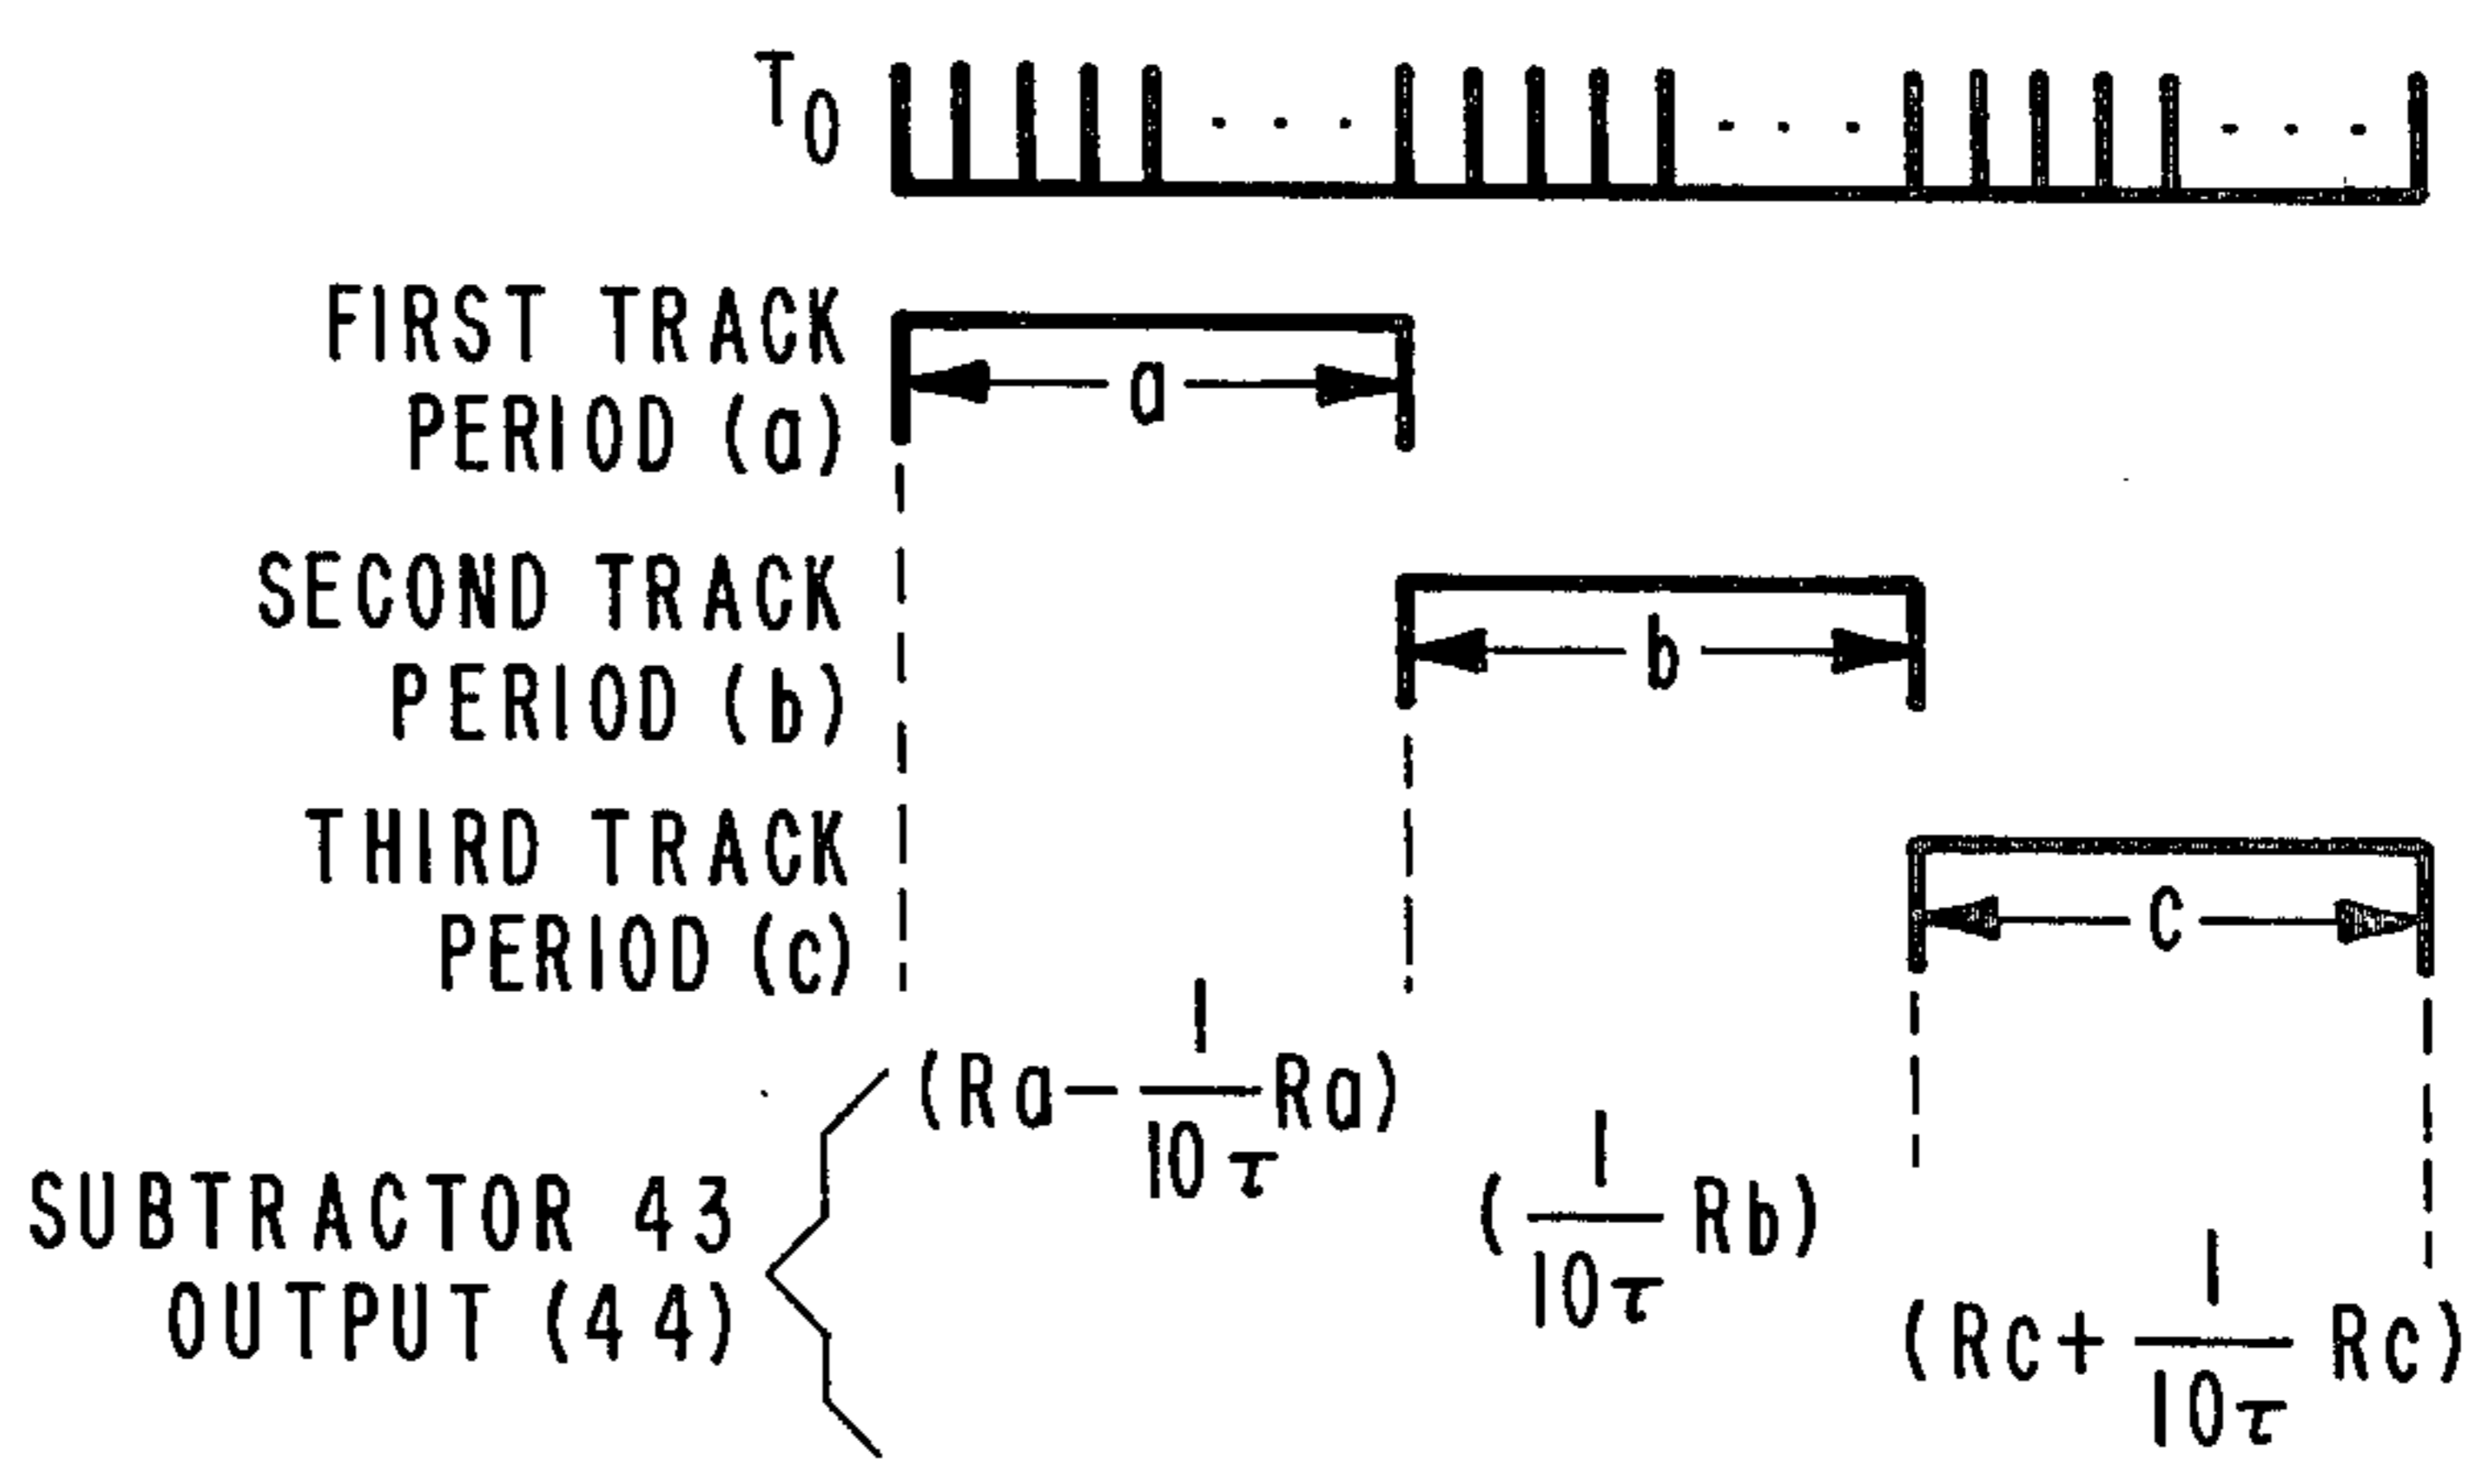 T0
FIRST TRACK
PERIOD (a)
a
SECOND TRACK
PERIOD (b)
b
THIRD TRACK
PERIOD (c)
c
SUBTRACTOR 43
OUTPUT (44)
(Ra - 1/10τ Ra)
(1/10τ Rb)
(Rc + 1/10τ Rc)